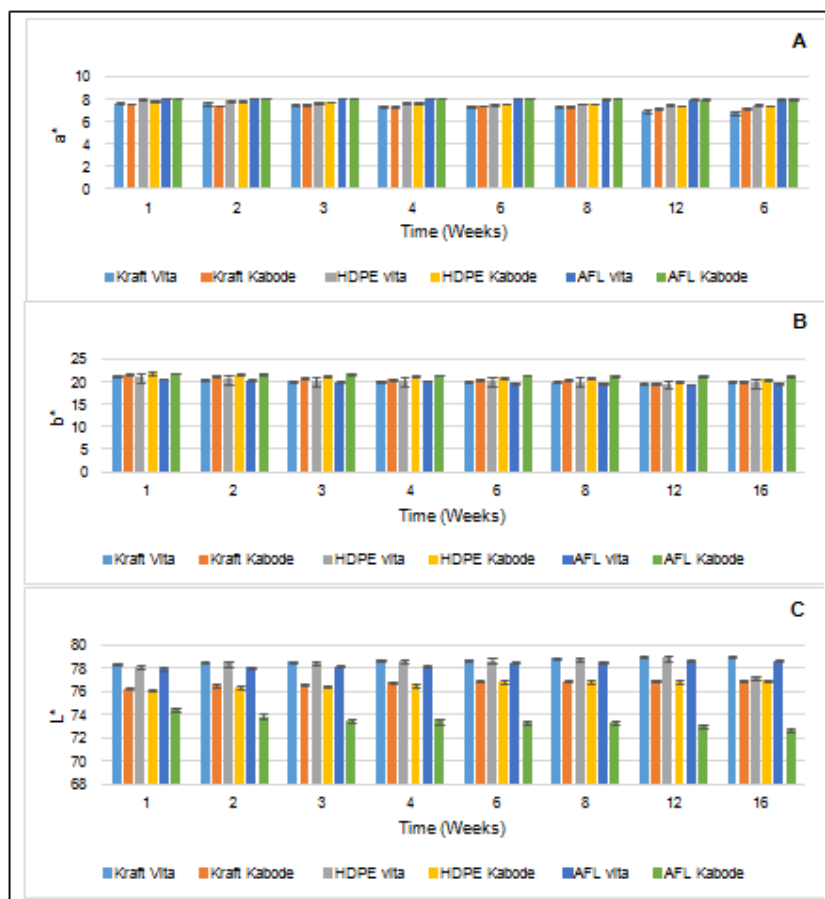 A
10
8
6
4
2
0
a*
1 2 3 4 6 8 12 6
Time (Weeks)
Kraft Vita Kraft Kabode HDPE vita HDPE Kabode AFL vita AFL Kabode
B
25
20
15
10
5
0
b*
1 2 3 4 6 8 12 16
Time (Weeks)
Kraft Vita Kraft Kabode HDPE vita HDPE Kabode AFL vita AFL Kabode
C
80
78
76
74
72
70
68
L*
1 2 3 4 6 8 12 16
Time (Weeks)
Kraft Vita Kraft Kabode HDPE vita HDPE Kabode AFL vita AFL Kabode